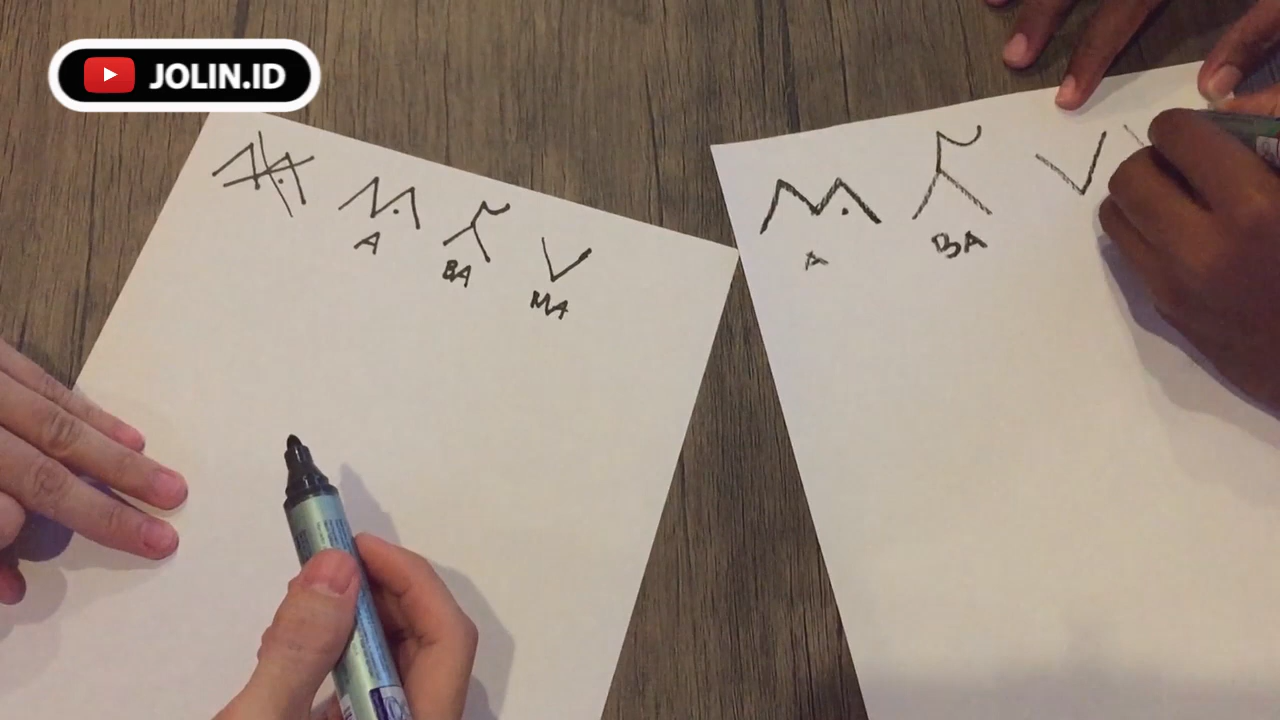 JOLIN.ID
ᨕ ᨅ ᨆ
A BA MA
ᨕ ᨅ ᨆ
A BA